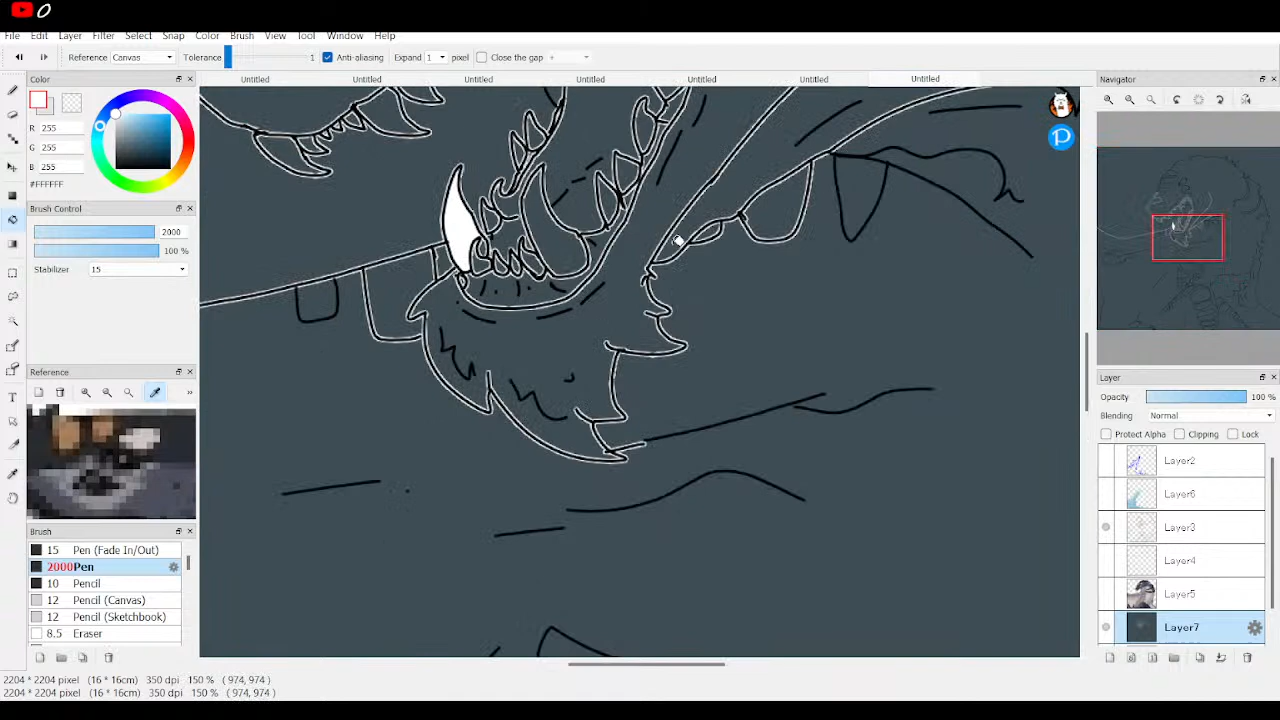 O
File Edit Layer Filter Select Snap Color Brush View Tool Window Help
Reference Canvas Tolerance 1 Anti-aliasing Expand 1 pixel Close the gap +
Color
Untitled Untitled Untitled Untitled Untitled Untitled Untitled
Navigator
R 255
G 255
B 255
#FFFFFF
Brush Control
2000
100 %
Stabilizer 15
Reference
»
Layer
Opacity 100 %
Blending Normal
Protect Alpha Clipping Lock
Layer2
Layer6
Layer3
Layer4
Layer5
Layer7
Brush
15 Pen (Fade In/Out)
2000 Pen
10 Pencil
12 Pencil (Canvas)
12 Pencil (Sketchbook)
8.5 Eraser
2204 * 2204 pixel (16 * 16cm) 350 dpi 150 % ( 974, 974 )
2204 * 2204 pixel (16 * 16cm) 350 dpi 150 % ( 974, 974 )